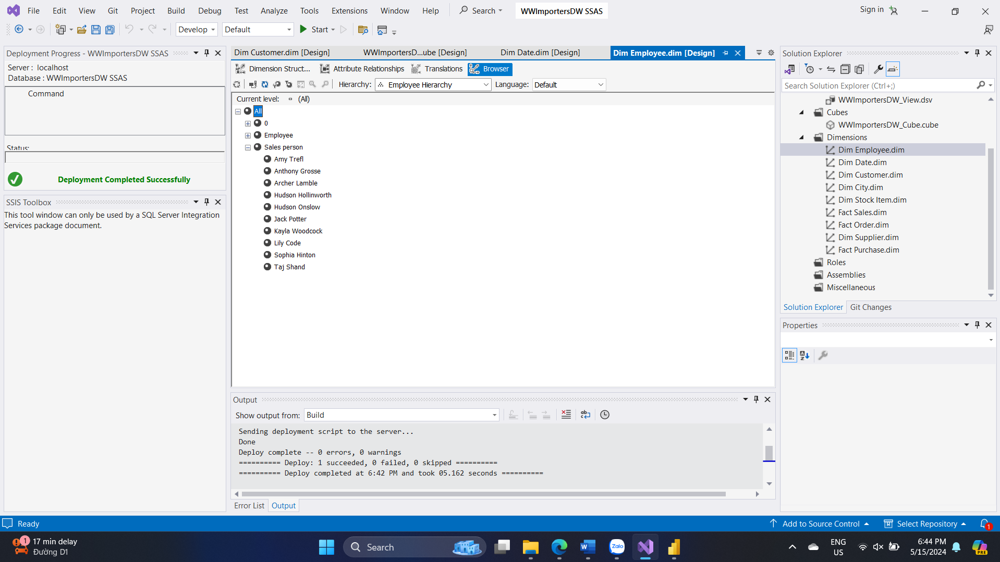 File Edit View Git Project Build Debug Test Analyze Tools Extensions Window Help Search WWImportersDW SSAS Sign in
Develop Default Start
Deployment Progress - WWImportersDW SSAS
Server : localhost
Database : WWImportersDW SSAS
Command
Status:
Deployment Completed Successfully
SSIS Toolbox
This tool window can only be used by a SQL Server Integration
Services package document.
Dim Customer.dim [Design] WWImportersD...ube [Design] Dim Date.dim [Design] Dim Employee.dim [Design]
Dimension Struct... Attribute Relationships Translations Browser
Hierarchy: Employee Hierarchy Language: Default
Current level: (All)
All
0
Employee
Sales person
Amy Trefl
Anthony Grosse
Archer Lamble
Hudson Hollinworth
Hudson Onslow
Jack Potter
Kayla Woodcock
Lily Code
Sophia Hinton
Taj Shand
Output
Show output from: Build
Sending deployment script to the server...
Done
Deploy complete -- 0 errors, 0 warnings
========== Deploy: 1 succeeded, 0 failed, 0 skipped ==========
========== Deploy completed at 6:42 PM and took 05.162 seconds ==========
Error List Output
Solution Explorer
Search Solution Explorer (Ctrl+;)
WWImportersDW_View.dsv
Cubes
WWImportersDW_Cube.cube
Dimensions
Dim Employee.dim
Dim Date.dim
Dim Customer.dim
Dim City.dim
Dim Stock Item.dim
Fact Sales.dim
Fact Order.dim
Dim Supplier.dim
Fact Purchase.dim
Roles
Assemblies
Miscellaneous
Solution Explorer Git Changes
Properties
Ready Add to Source Control Select Repository 1
1 17 min delay
Đường D1
Search
Zalo
ENG
US
6:44 PM
5/15/2024
PRE